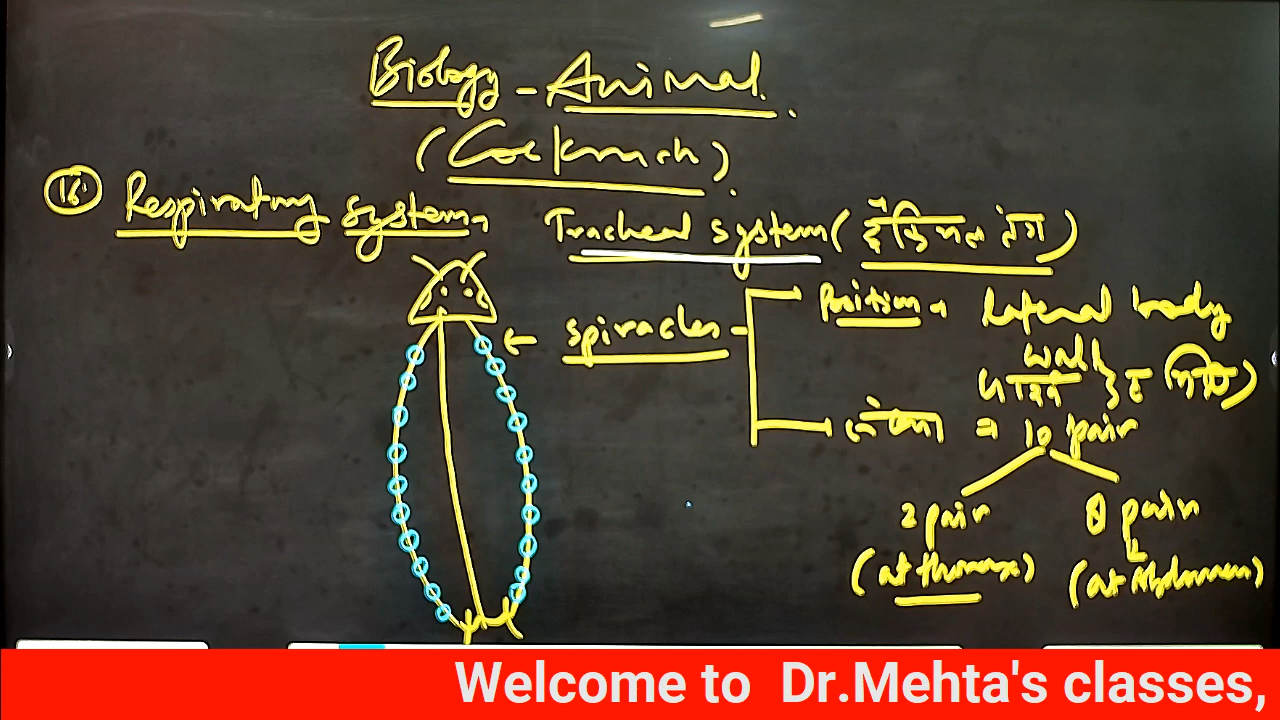 Biology - Animal.
(Cockroach).
16 Respiratory system, Tracheal system (ट्रैकियल तंत्र)
← spiracles
Position → Lateral body
wall
संख्या = 10 pair
2 pair
8 pair
(at thorax)
(at Abdomen)
Welcome to Dr.Mehta's classes,